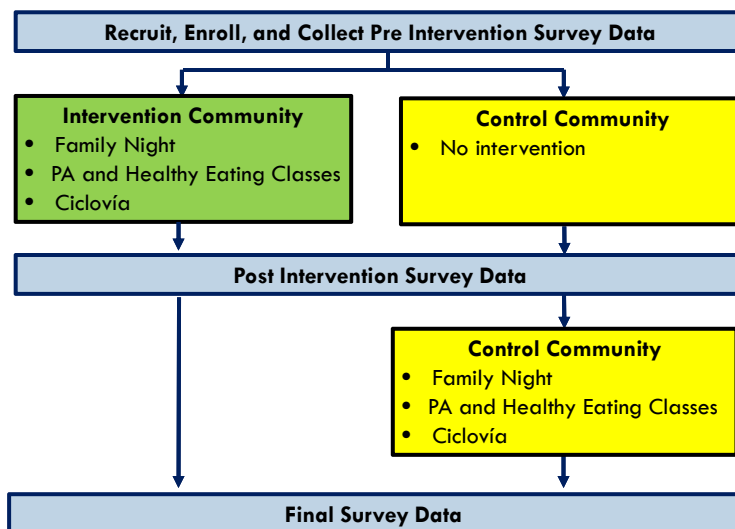 Recruit, Enroll, and Collect Pre Intervention Survey Data
Intervention Community
• Family Night
• PA and Healthy Eating Classes
• Ciclovía
Control Community
• No intervention
Post Intervention Survey Data
Control Community
• Family Night
• PA and Healthy Eating Classes
• Ciclovía
Final Survey Data